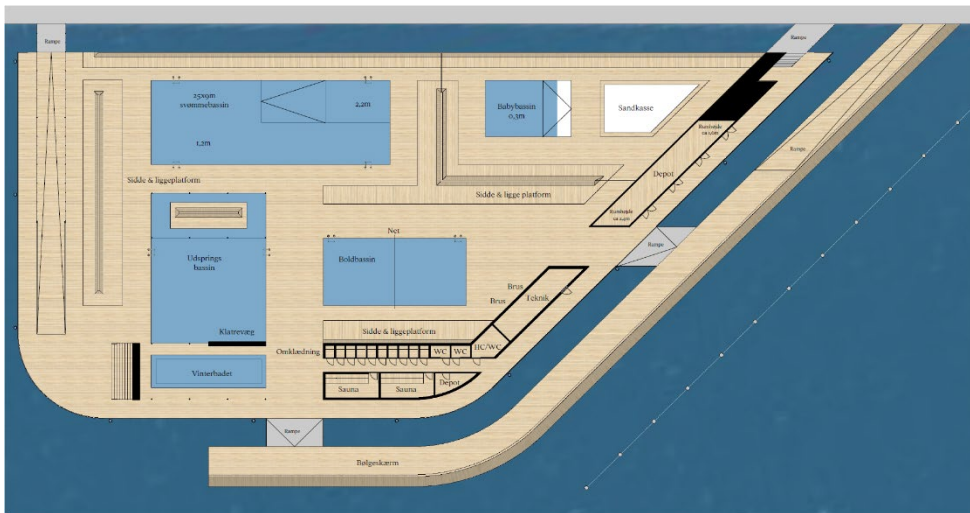 Rampe
Rampe
25x9m
svømmebassin
2,2m
1,2m
Babybassin
0,3m
Sandkasse
Rampe
Depot
Sidde & liggeplatform
Sidde & ligge platform
Net
Udsprings
bassin
Boldbassin
Rampe
Brus
Brus
Teknik
Klatrevæg
Sidde & liggeplatform
Omklædning
WC
WC
HC/WC
Vinterbadet
Sauna
Sauna
Depot
Rampe
Bølgeskærm